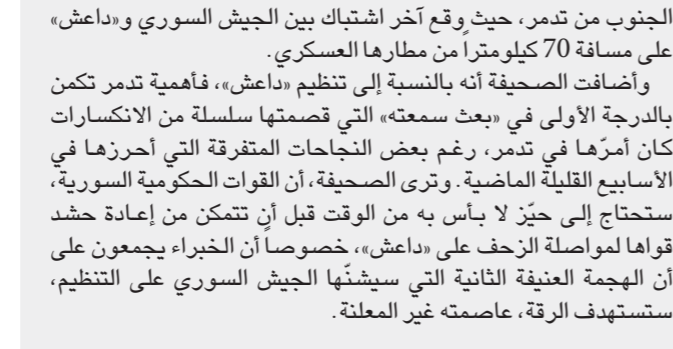 الجنوب من تدمر، حيث وقع آخر اشتباك بين الجيش السوري و«داعش»
على مسافة 70 كيلومتراً من مطارها العسكري.
وأضافت الصحيفة أنه بالنسبة إلى تنظيم «داعش»، فأهمية تدمر تكمن
بالدرجة الأولى في «بعث سمعته» التي قصمتها سلسلة من الانكسارات
كان أمرّها في تدمر، رغم بعض النجاحات المتفرقة التي أحرزها في
الأسابيع القليلة الماضية. وترى الصحيفة، أن القوات الحكومية السورية،
ستحتاج إلى حيّز لا بأس به من الوقت قبل أن تتمكن من إعادة حشد
قواها لمواصلة الزحف على «داعش»، خصوصاً أن الخبراء يجمعون على
أن الهجمة العنيفة الثانية التي سيشنّها الجيش السوري على التنظيم،
ستستهدف الرقة، عاصمته غير المعلنة.